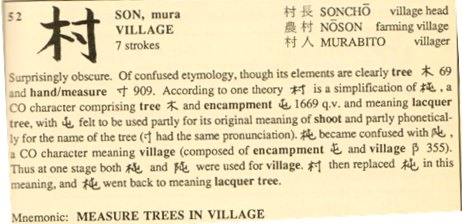 52 村 SON, mura 村長 SONCHŌ village head
VILLAGE 農村 NŌSON farming village
7 strokes 村人 MURABITO villager
Surprisingly obscure. Of confused etymology, though its elements are clearly tree 木 69
and hand/measure 寸 909. According to one theory 村 is a simplification of 杶, a
CO character comprising tree 木 and encampment 屯 1669 q.v. and meaning lacquer
tree, with 屯 felt to be used partly for its original meaning of shoot and partly phonetical-
ly for the name of the tree (寸 had the same pronunciation). 杶 became confused with 邨,
a CO character meaning village (composed of encampment 屯 and village 阝 355).
Thus at one stage both 杶 and 邨 were used for village. 村 then replaced 杶 in this
meaning, and 杶 went back to meaning lacquer tree.
Mnemonic: MEASURE TREES IN VILLAGE